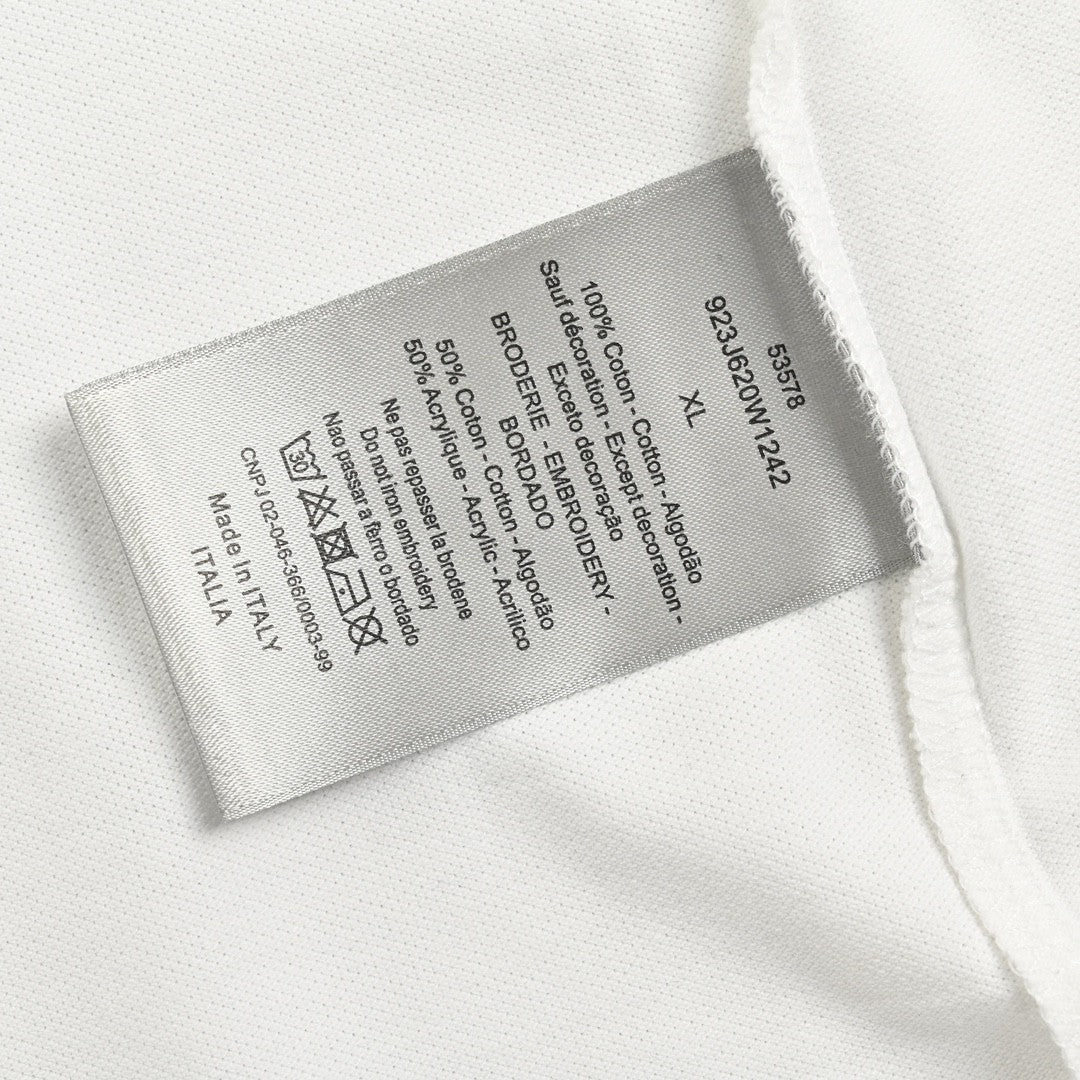 53578
923J620W1242
XL
100% Coton - Cotton - Algodão
Sauf décoration - Except decoration -
Exceto decoração
BRODERIE - EMBROIDERY -
BORDADO
50% Coton - Cotton - Algodão
50% Acrylique - Acrylic - Acrilico
Ne pas repasser la brodene
Do not iron embroidery
Nao passar a ferro o bordado
30
CNPJ 02-046-366/0003-99
Made In ITALY
ITALIA